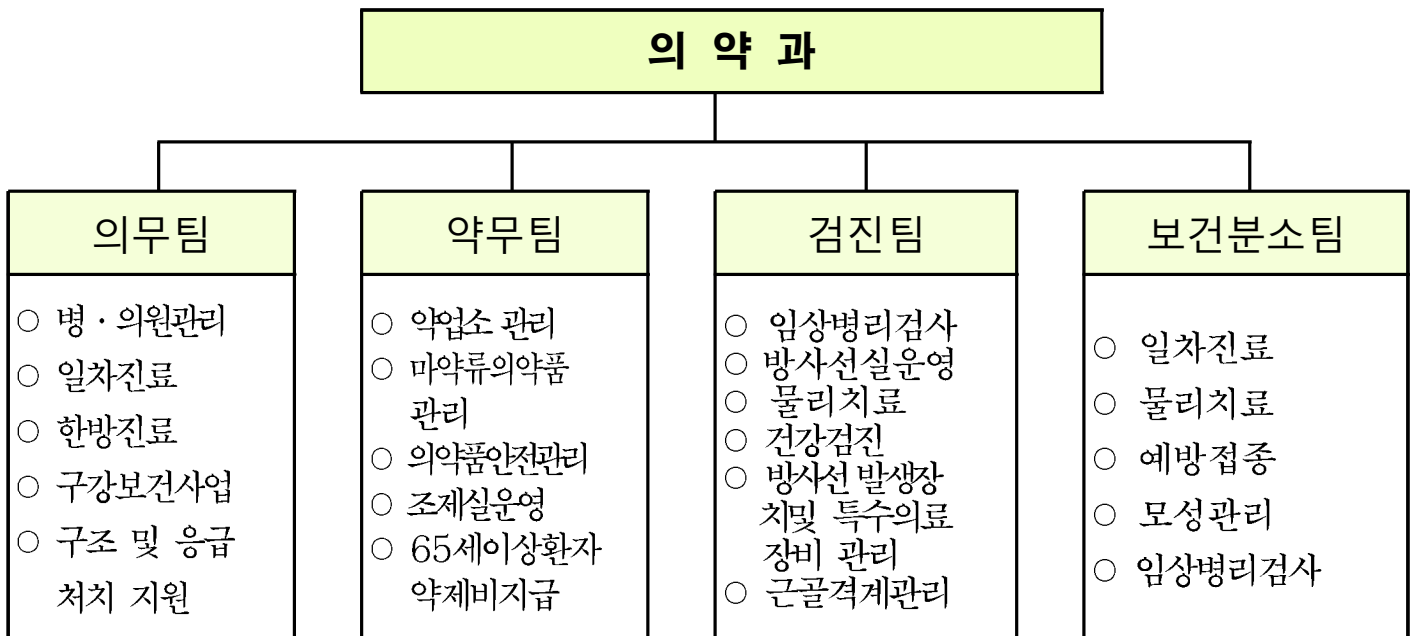 의 약 과
의무팀
○ 병 · 의원관리
○ 일차진료
○ 한방진료
○ 구강보건사업
○ 구조 및 응급
처치 지원
약무팀
○ 약업소 관리
○ 마약류의약품
관리
○ 의약품안전관리
○ 조제실운영
○ 65세이상환자
약제비지급
검진팀
○ 임상병리검사
○ 방사선실운영
○ 물리치료
○ 건강검진
○ 방사선 발생장
치및 특수의료
장비 관리
○ 근골격계관리
보건분소팀
○ 일차진료
○ 물리치료
○ 예방접종
○ 모성관리
○ 임상병리검사